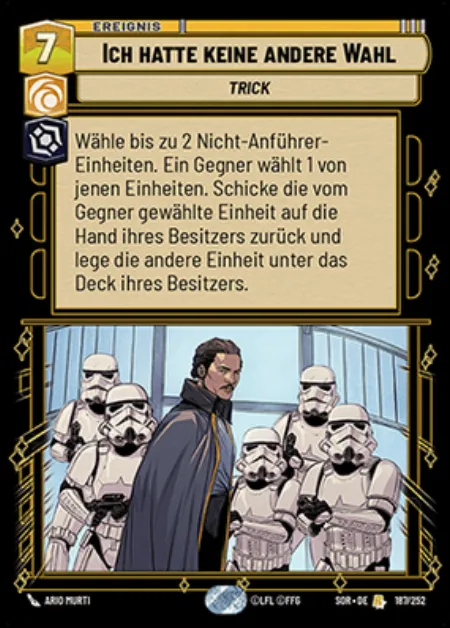 EREIGNIS
7
ICH HATTE KEINE ANDERE WAHL
TRICK
Wähle bis zu 2 Nicht-Anführer-
Einheiten. Ein Gegner wählt 1 von
jenen Einheiten. Schicke die vom
Gegner gewählte Einheit auf die
Hand ihres Besitzers zurück und
lege die andere Einheit unter das
Deck ihres Besitzers.
ARIO MURTI
©LFL ©FFG
SOR • DE
187/252